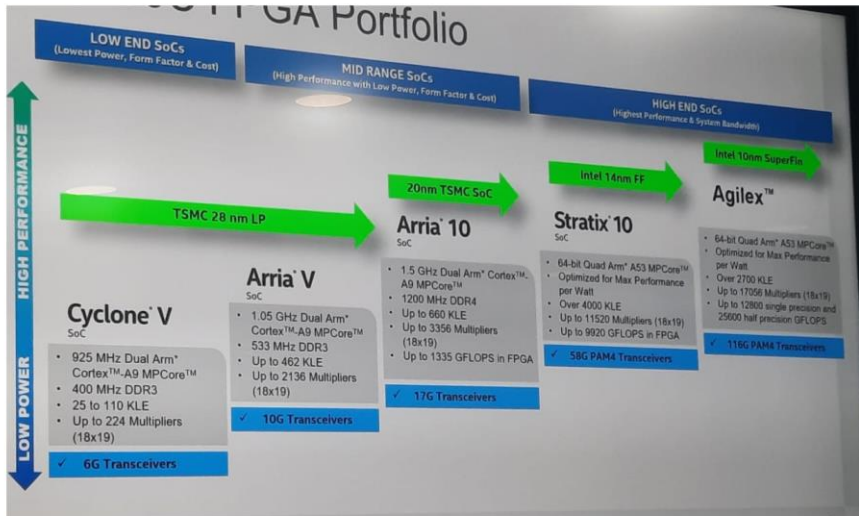 FPGA Portfolio
LOW END SoCs
(Lowest Power, Form Factor & Cost)
MID RANGE SoCs
(High Performance with Low Power, Form Factor & Cost)
HIGH END SoCs
(Highest Performance & System Bandwidth)
HIGH PERFORMANCE
LOW POWER
TSMC 28 nm LP
20nm TSMC SoC
Intel 14nm FF
Intel 10nm SuperFin
Cyclone® V
SoC
• 925 MHz Dual Arm*
Cortex™-A9 MPCore™
• 400 MHz DDR3
• 25 to 110 KLE
• Up to 224 Multipliers
(18x19)
✓ 6G Transceivers
Arria® V
SoC
• 1.05 GHz Dual Arm*
Cortex™-A9 MPCore™
• 533 MHz DDR3
• Up to 462 KLE
• Up to 2136 Multipliers
(18x19)
✓ 10G Transceivers
Arria® 10
SoC
• 1.5 GHz Dual Arm* Cortex™-
A9 MPCore™
• 1200 MHz DDR4
• Up to 660 KLE
• Up to 3356 Multipliers
(18x19)
• Up to 1335 GFLOPS in FPGA
✓ 17G Transceivers
Stratix® 10
SoC
• 64-bit Quad Arm* A53 MPCore™
• Optimized for Max Performance
per Watt
• Over 4000 KLE
• Up to 11520 Multipliers (18x19)
• Up to 9920 GFLOPS in FPGA
✓ 58G PAM4 Transceivers
Agilex™
• 64-bit Quad Arm* A53 MPCore™
• Optimized for Max Performance
per Watt
• Over 2700 KLE
• Up to 17056 Multipliers (18x19)
• Up to 12800 single precision and
25600 half precision GFLOPS
✓ 116G PAM4 Transceivers